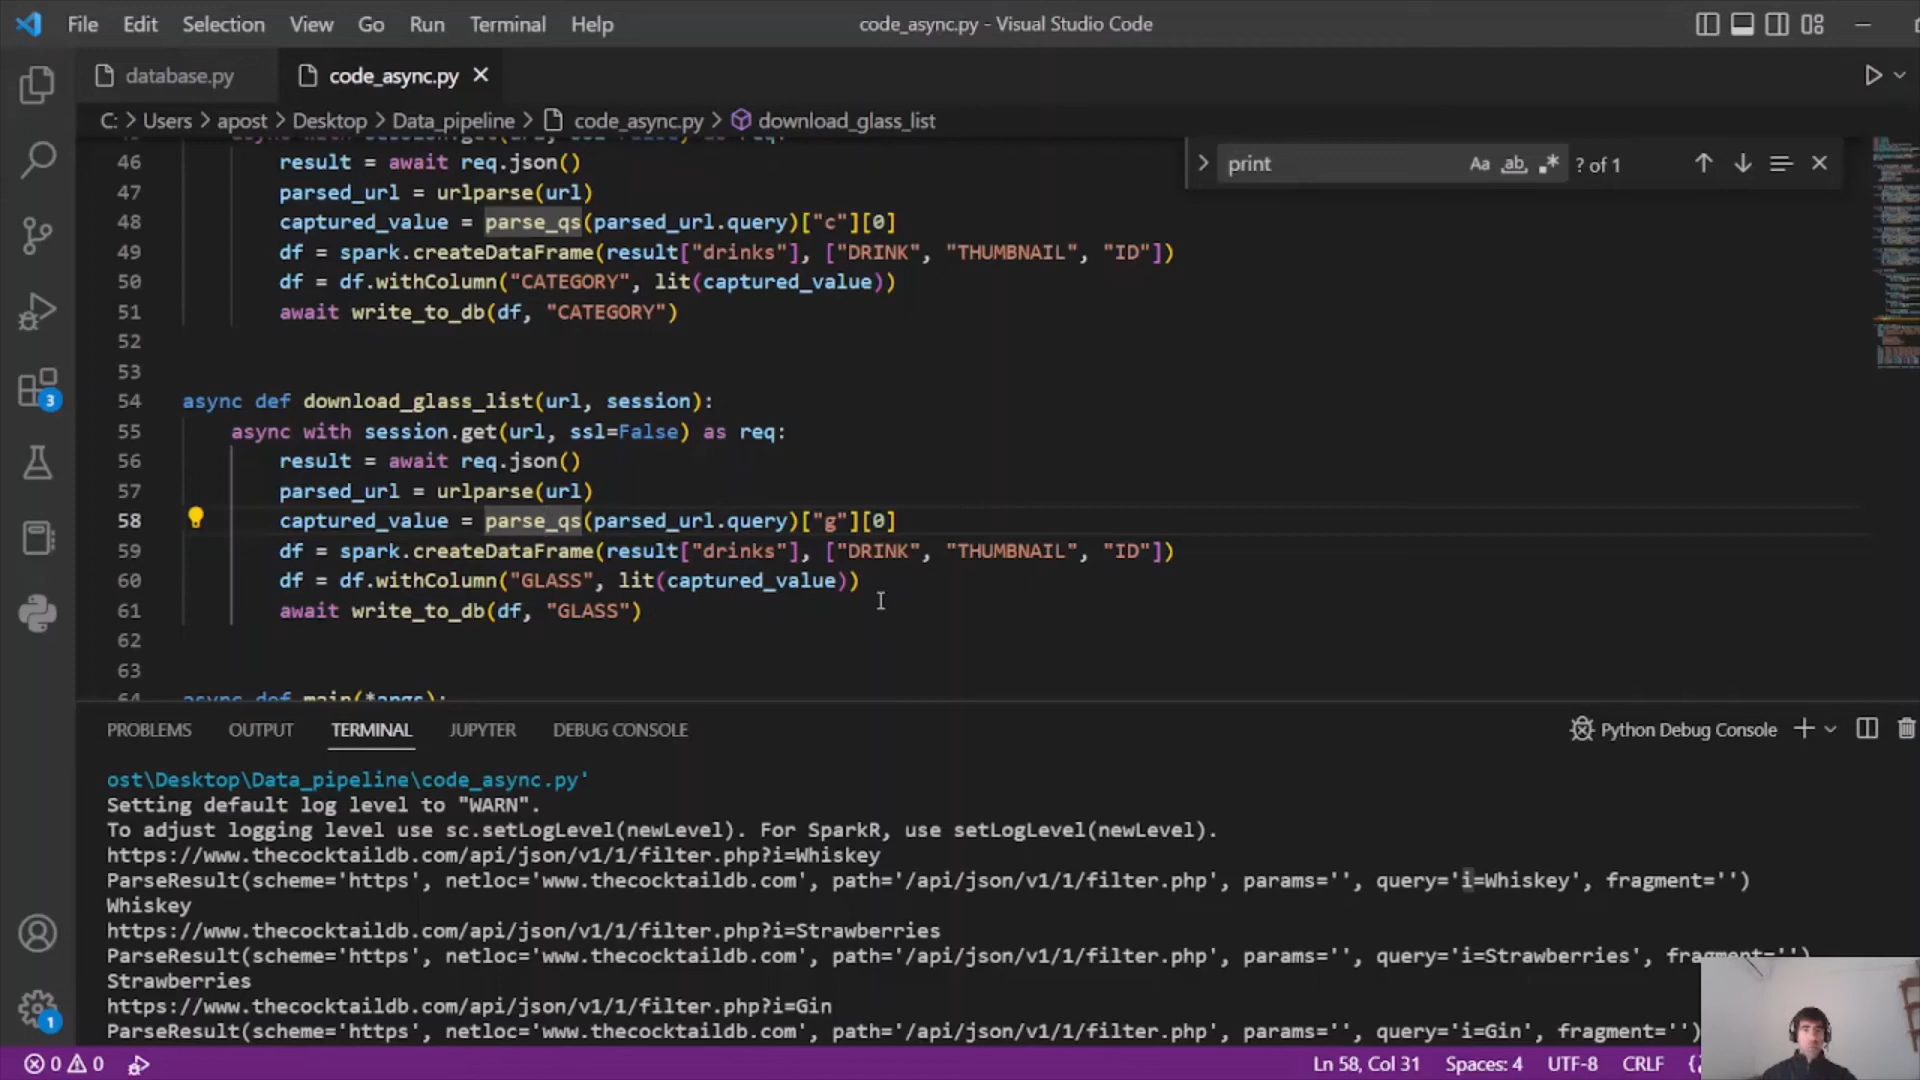 File Edit Selection View Go Run Terminal Help
code_async.py - Visual Studio Code
database.py
code_async.py
C: > Users > apost > Desktop > Data_pipeline > code_async.py > download_glass_list
print
Aa ab .* ? of 1
46 result = await req.json()
47 parsed_url = urlparse(url)
48 captured_value = parse_qs(parsed_url.query)["c"][0]
49 df = spark.createDataFrame(result["drinks"], ["DRINK", "THUMBNAIL", "ID"])
50 df = df.withColumn("CATEGORY", lit(captured_value))
51 await write_to_db(df, "CATEGORY")
52
53
54 async def download_glass_list(url, session):
55 async with session.get(url, ssl=False) as req:
56 result = await req.json()
57 parsed_url = urlparse(url)
58 captured_value = parse_qs(parsed_url.query)["g"][0]
59 df = spark.createDataFrame(result["drinks"], ["DRINK", "THUMBNAIL", "ID"])
60 df = df.withColumn("GLASS", lit(captured_value))
61 await write_to_db(df, "GLASS")
62
63
64 async def main(*args):
PROBLEMS OUTPUT TERMINAL JUPYTER DEBUG CONSOLE
Python Debug Console
ost\Desktop\Data_pipeline\code_async.py'
Setting default log level to "WARN".
To adjust logging level use sc.setLogLevel(newLevel). For SparkR, use setLogLevel(newLevel).
https://www.thecocktaildb.com/api/json/v1/1/filter.php?i=Whiskey
ParseResult(scheme='https', netloc='www.thecocktaildb.com', path='/api/json/v1/1/filter.php', params='', query='i=Whiskey', fragment='')
Whiskey
https://www.thecocktaildb.com/api/json/v1/1/filter.php?i=Strawberries
ParseResult(scheme='https', netloc='www.thecocktaildb.com', path='/api/json/v1/1/filter.php', params='', query='i=Strawberries', fragment='')
Strawberries
https://www.thecocktaildb.com/api/json/v1/1/filter.php?i=Gin
ParseResult(scheme='https', netloc='www.thecocktaildb.com', path='/api/json/v1/1/filter.php', params='', query='i=Gin', fragment='')
3
1
0 0
Ln 58, Col 31 Spaces: 4 UTF-8 CRLF